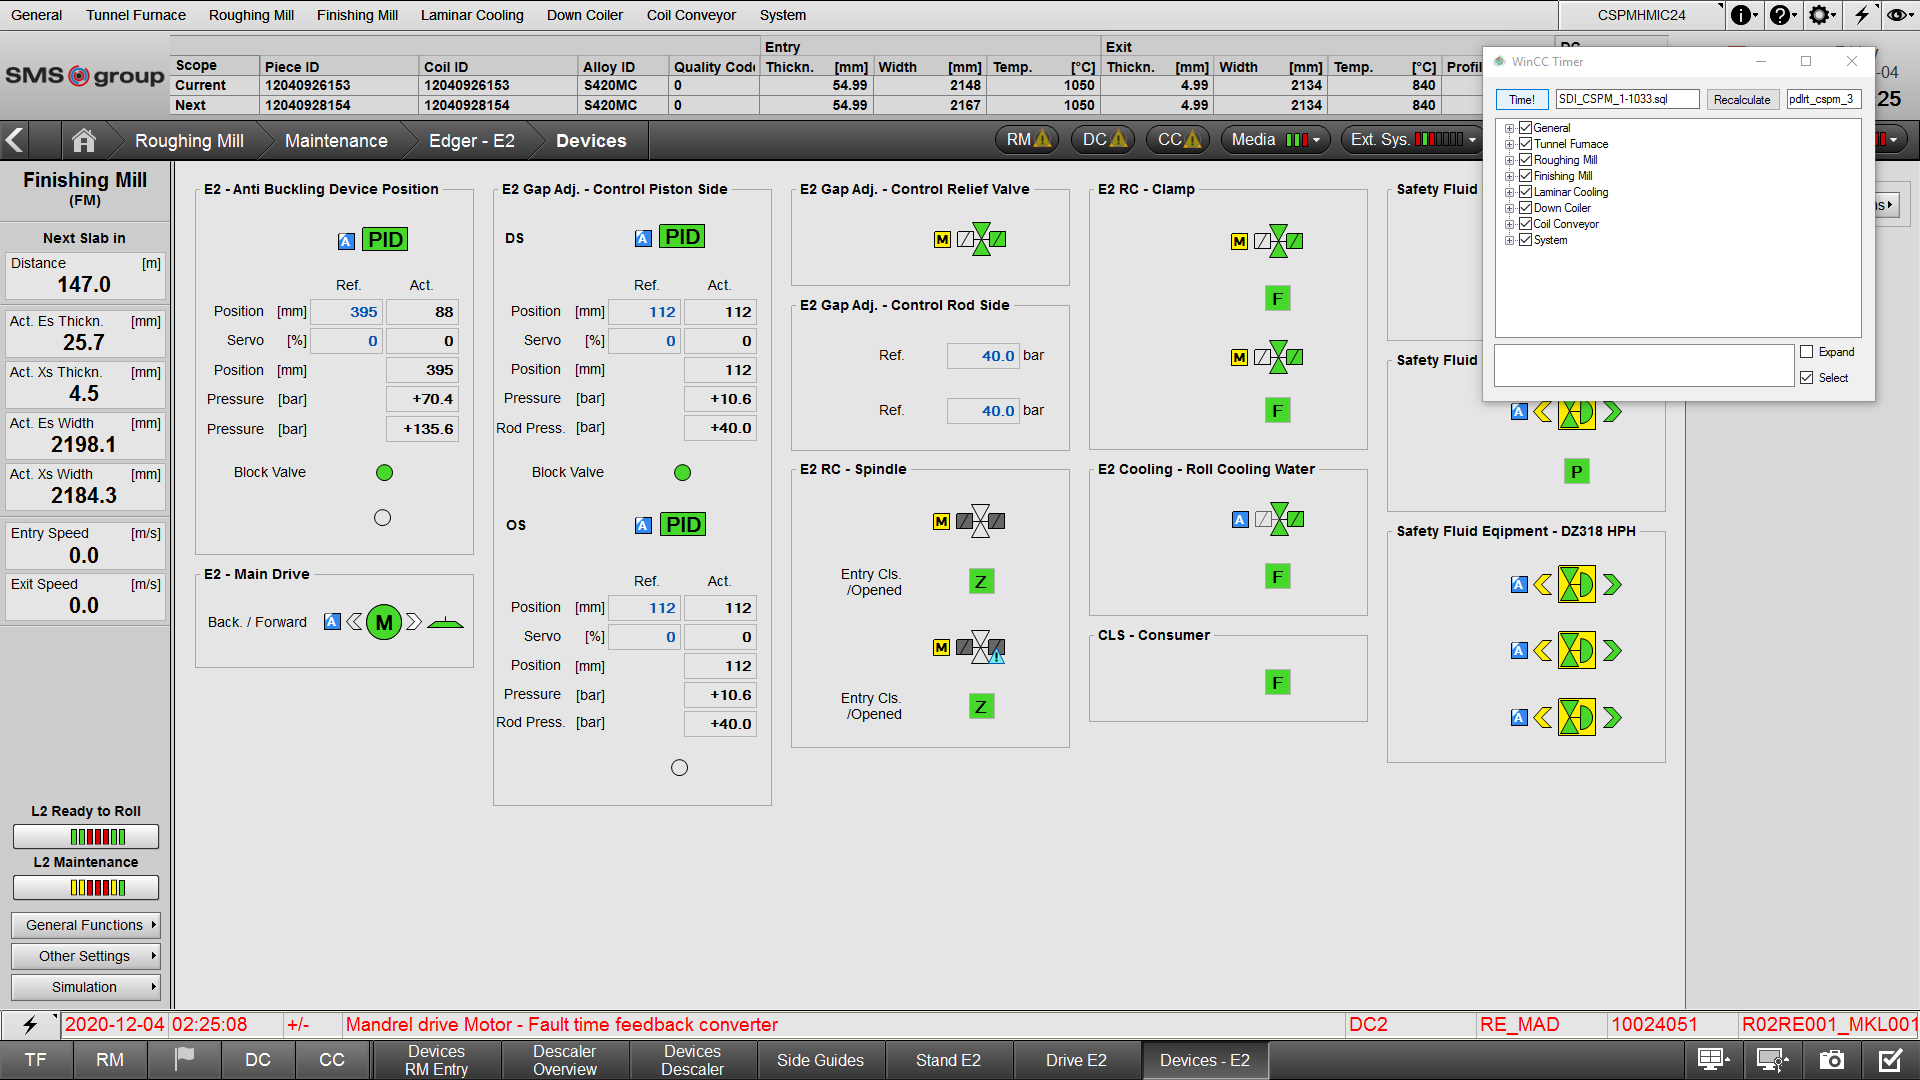 General Tunnel Furnace Roughing Mill Finishing Mill Laminar Cooling Down Coiler Coil Conveyor System CSPMHMIC24
SMS group
Entry Exit
Scope Piece ID Coil ID Alloy ID Quality Code Thickn. [mm] Width [mm] Temp. [°C] Thickn. [mm] Width [mm] Temp. [°C] Profil
Current 12040926153 12040926153 S420MC 0 54.99 2148 1050 4.99 2134 840
Next 12040928154 12040928154 S420MC 0 54.99 2167 1050 4.99 2134 840
-04
25
Roughing Mill Maintenance Edger - E2 Devices RM DC CC Media Ext. Sys.
WinCC Timer
Time! SDI_CSPM_1-1033.sql Recalculate pdlrt_cspm_3
General
Tunnel Furnace
Roughing Mill
Finishing Mill
Laminar Cooling
Down Coiler
Coil Conveyor
System
Expand
Select
ns
Finishing Mill
(FM)
Next Slab in
Distance [m]
147.0
Act. Es Thickn. [mm]
25.7
Act. Xs Thickn. [mm]
4.5
Act. Es Width [mm]
2198.1
Act. Xs Width [mm]
2184.3
Entry Speed [m/s]
0.0
Exit Speed [m/s]
0.0
L2 Ready to Roll
L2 Maintenance
General Functions
Other Settings
Simulation
E2 - Anti Buckling Device Position
A PID
Ref. Act.
Position [mm] 395 88
Servo [%] 0 0
Position [mm] 395
Pressure [bar] +70.4
Pressure [bar] +135.6
Block Valve
E2 - Main Drive
Back. / Forward A M
E2 Gap Adj. - Control Piston Side
DS A PID
Ref. Act.
Position [mm] 112 112
Servo [%] 0 0
Position [mm] 112
Pressure [bar] +10.6
Rod Press. [bar] +40.0
Block Valve
OS A PID
Ref. Act.
Position [mm] 112 112
Servo [%] 0 0
Position [mm] 112
Pressure [bar] +10.6
Rod Press. [bar] +40.0
E2 Gap Adj. - Control Relief Valve
M
E2 Gap Adj. - Control Rod Side
Ref. 40.0 bar
Ref. 40.0 bar
E2 RC - Spindle
M
Entry Cls.
/Opened Z
M
Entry Cls.
/Opened Z
E2 RC - Clamp
M
F
M
F
E2 Cooling - Roll Cooling Water
A
F
CLS - Consumer
F
Safety Fluid
Safety Fluid
A
P
Safety Fluid Eqipment - DZ318 HPH
A
A
A
2020-12-04 02:25:08 +/- Mandrel drive Motor - Fault time feedback converter DC2 RE_MAD 10024051 R02RE001_MKL001
TF RM DC CC
Devices
RM Entry
Descaler
Overview
Devices
Descaler
Side Guides Stand E2 Drive E2 Devices - E2